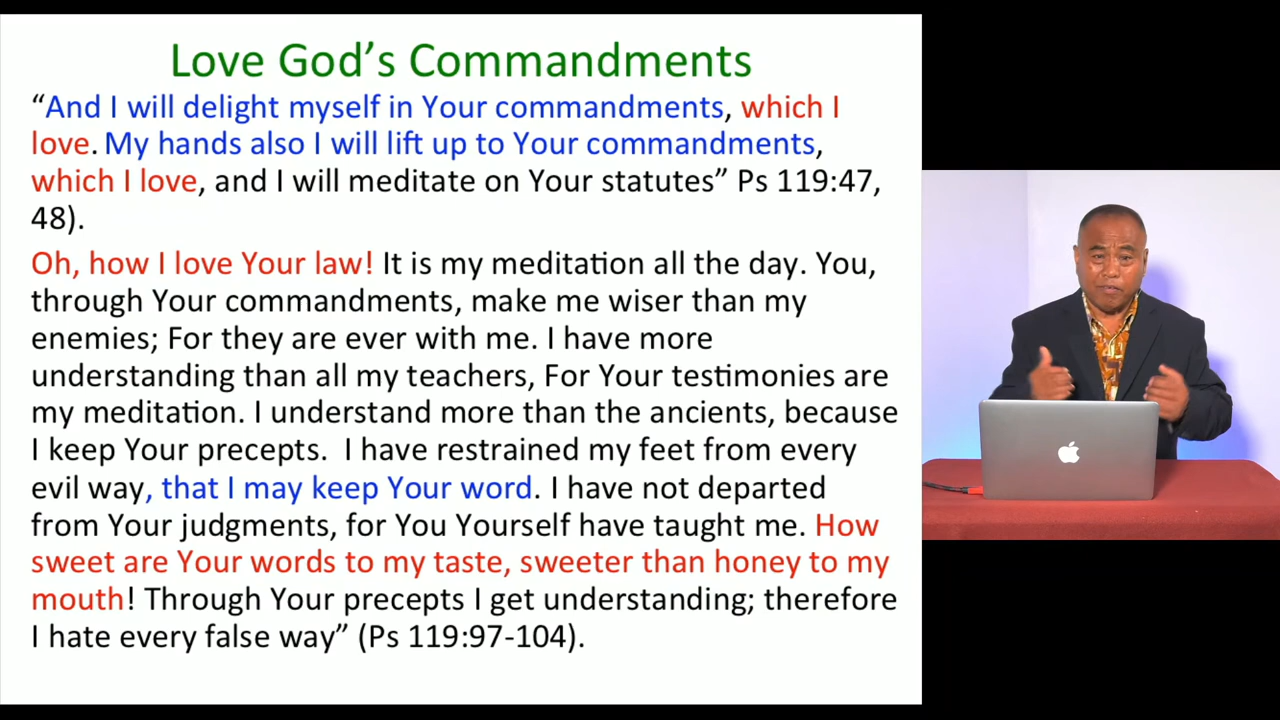 Love God’s Commandments
“And I will delight myself in Your commandments, which I
love. My hands also I will lift up to Your commandments,
which I love, and I will meditate on Your statutes” Ps 119:47,
48).
Oh, how I love Your law! It is my meditation all the day. You,
through Your commandments, make me wiser than my
enemies; For they are ever with me. I have more
understanding than all my teachers, For Your testimonies are
my meditation. I understand more than the ancients, because
I keep Your precepts.  I have restrained my feet from every
evil way, that I may keep Your word. I have not departed
from Your judgments, for You Yourself have taught me. How
sweet are Your words to my taste, sweeter than honey to my
mouth! Through Your precepts I get understanding; therefore
I hate every false way” (Ps 119:97-104).